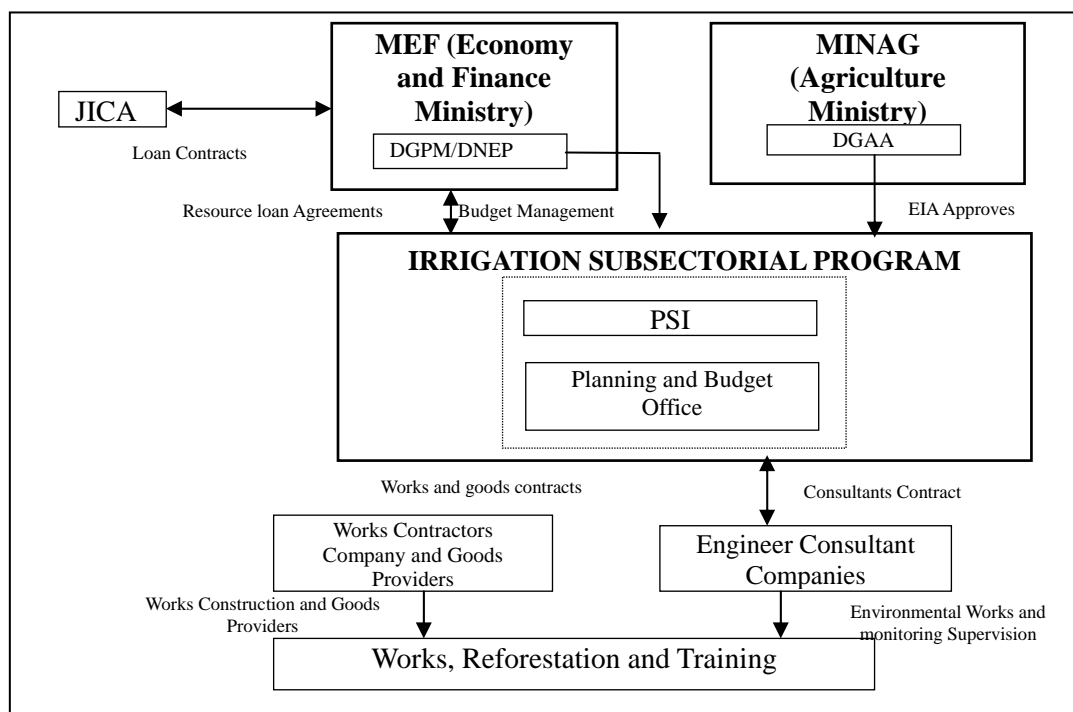 MEF (Economy
and Finance
Ministry)
DGPM/DNEP
MINAG
(Agriculture
Ministry)
DGAA
JICA
Loan Contracts
Resource loan Agreements
Budget Management
EIA Approves
IRRIGATION SUBSECTORIAL PROGRAM
PSI
Planning and Budget
Office
Works and goods contracts
Consultants Contract
Works Contractors
Company and Goods
Providers
Engineer Consultant
Companies
Works Construction and Goods
Providers
Environmental Works and
monitoring Supervision
Works, Reforestation and Training